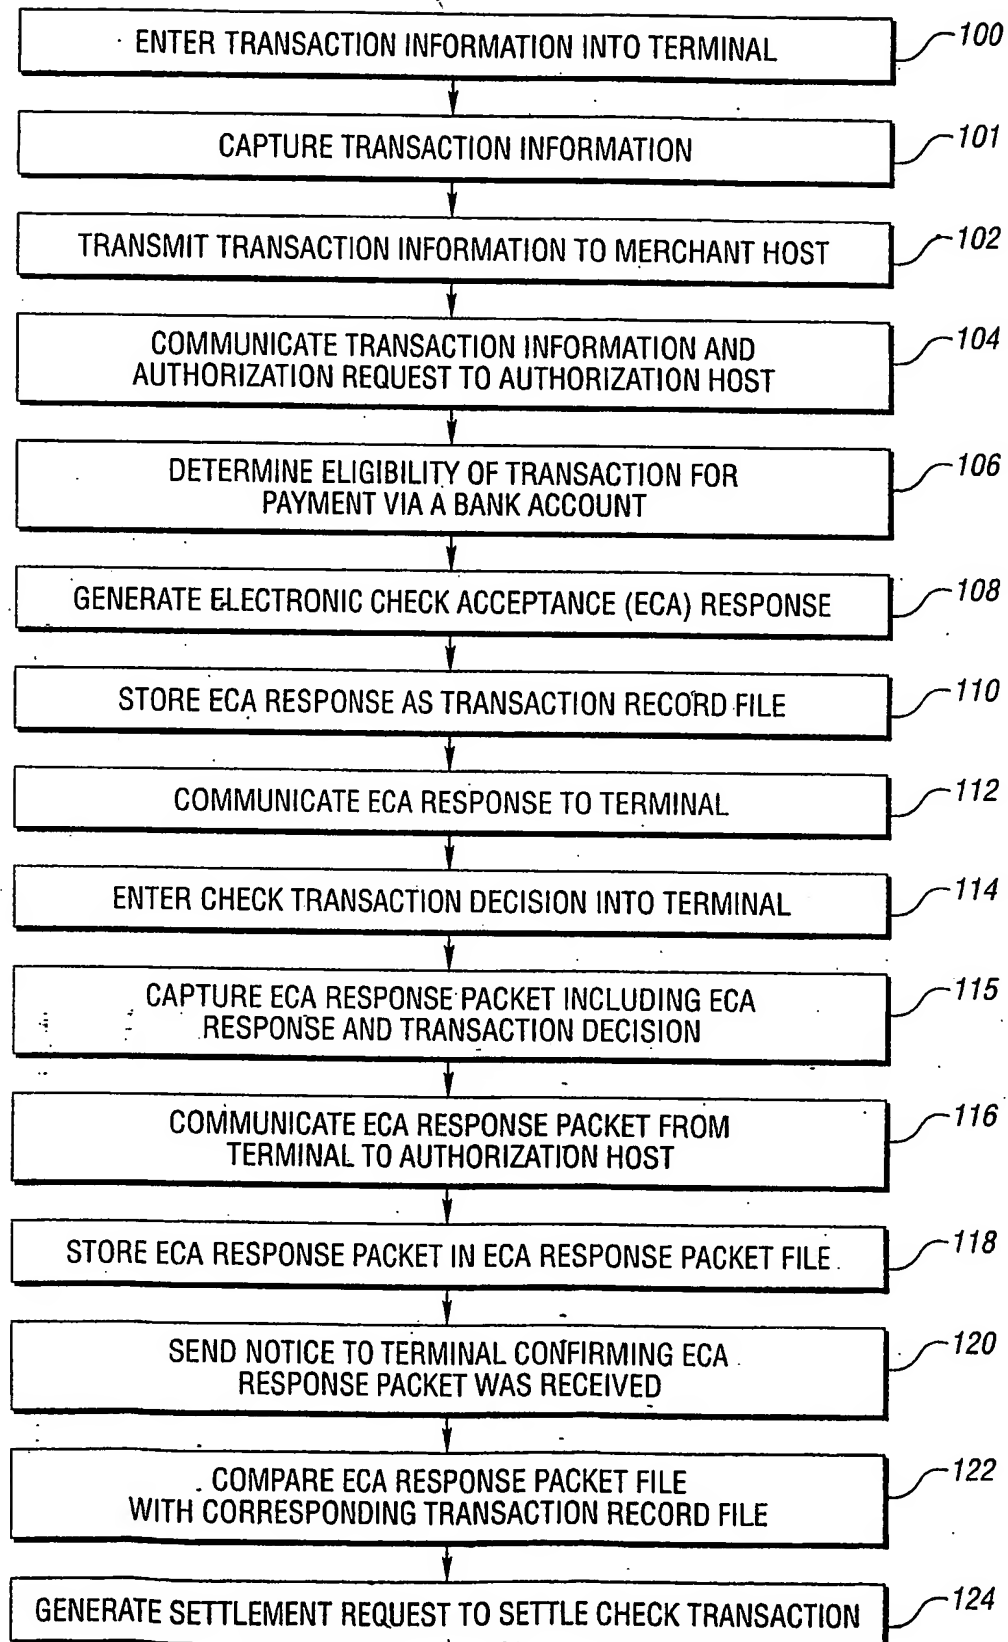 ENTER TRANSACTION INFORMATION INTO TERMINAL
100
CAPTURE TRANSACTION INFORMATION
101
TRANSMIT TRANSACTION INFORMATION TO MERCHANT HOST
102
COMMUNICATE TRANSACTION INFORMATION AND
AUTHORIZATION REQUEST TO AUTHORIZATION HOST
104
DETERMINE ELIGIBILITY OF TRANSACTION FOR
PAYMENT VIA A BANK ACCOUNT
106
GENERATE ELECTRONIC CHECK ACCEPTANCE (ECA) RESPONSE
108
STORE ECA RESPONSE AS TRANSACTION RECORD FILE
110
COMMUNICATE ECA RESPONSE TO TERMINAL
112
ENTER CHECK TRANSACTION DECISION INTO TERMINAL
114
CAPTURE ECA RESPONSE PACKET INCLUDING ECA
RESPONSE AND TRANSACTION DECISION
115
COMMUNICATE ECA RESPONSE PACKET FROM
TERMINAL TO AUTHORIZATION HOST
116
STORE ECA RESPONSE PACKET IN ECA RESPONSE PACKET FILE
118
SEND NOTICE TO TERMINAL CONFIRMING ECA
RESPONSE PACKET WAS RECEIVED
120
COMPARE ECA RESPONSE PACKET FILE
WITH CORRESPONDING TRANSACTION RECORD FILE
122
GENERATE SETTLEMENT REQUEST TO SETTLE CHECK TRANSACTION
124